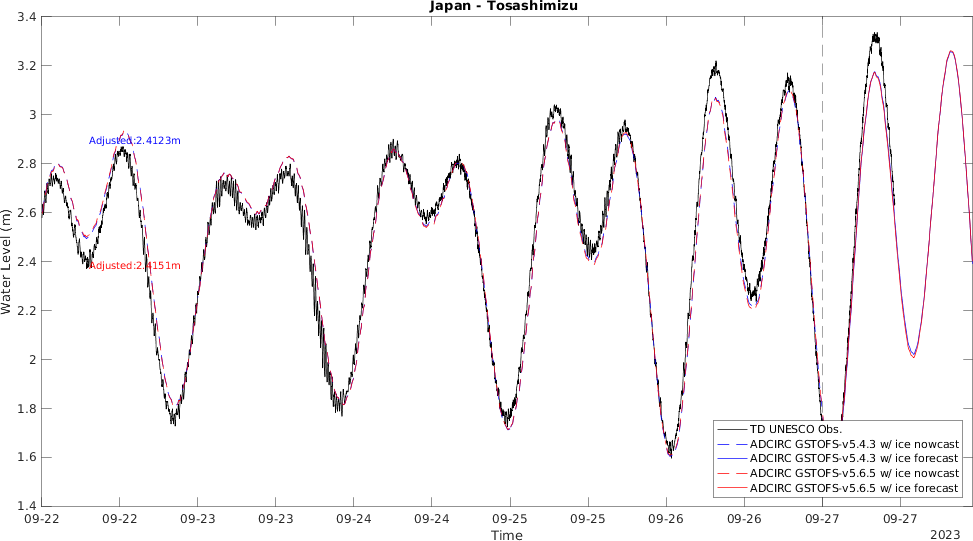 Japan - Tosashimizu
3.4
3.2
3
2.8
2.6
2.4
2.2
2
1.8
1.6
1.4
Water Level (m)
Adjusted:2.4123m
Adjusted:2.4151m
TD UNESCO Obs.
ADCIRC GSTOFS-v5.4.3 w/ ice nowcast
ADCIRC GSTOFS-v5.4.3 w/ ice forecast
ADCIRC GSTOFS-v5.6.5 w/ ice nowcast
ADCIRC GSTOFS-v5.6.5 w/ ice forecast
09-22 09-22 09-23 09-23 09-24 09-24 09-25 09-25 09-26 09-26 09-27 09-27
Time
2023